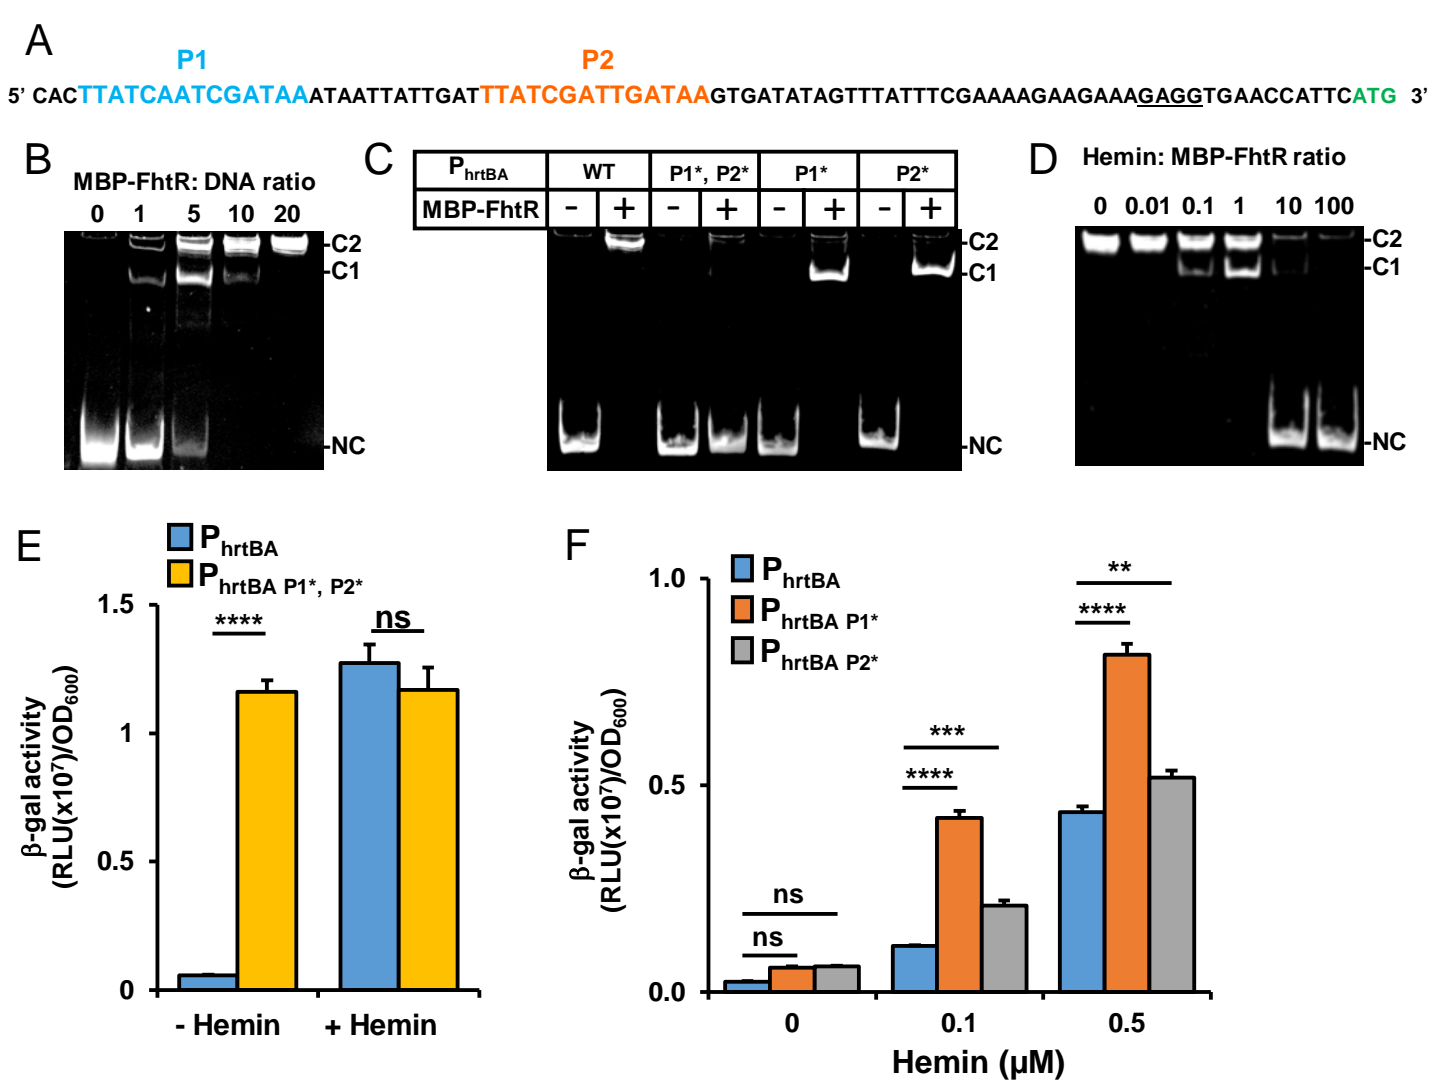 A
P1 P2
5’ CACTTATCAATCGATAAATAATTATTGATTTATCGATTGATAAGTGATATAGTTTATTTCGAAAAGAAGAAAGAGGTGAACCATTCATG 3’
B
MBP-FhtR: DNA ratio
0 1 5 10 20
-C2
-C1
-NC
C
PhrtBA WT P1*, P2* P1* P2*
MBP-FhtR - + - + - + - +
-C2
-C1
-NC
D
Hemin: MBP-FhtR ratio
0 0.01 0.1 1 10 100
-C2
-C1
-NC
E
PhrtBA
PhrtBA P1*, P2*
β-gal activity
(RLU(x10⁷)/OD600)
1.5
1
0.5
0
**** ns
- Hemin + Hemin
F
PhrtBA
PhrtBA P1*
PhrtBA P2*
β-gal activity
(RLU(x10⁷)/OD600)
1.0
0.5
0.0
ns
ns
***
****
**
****
0 0.1 0.5
Hemin (μM)